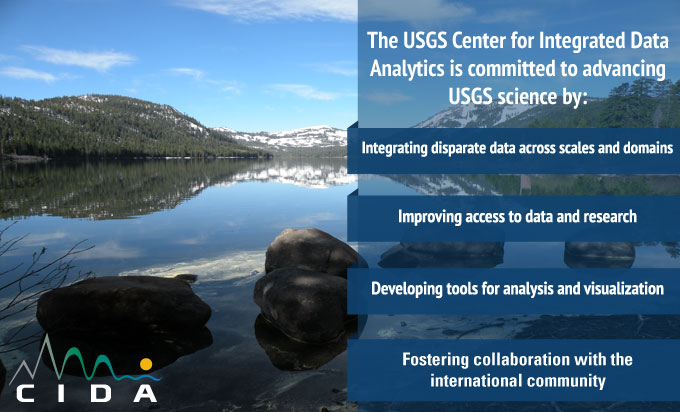 The USGS Center for Integrated Data
Analytics is committed to advancing
USGS science by:
Integrating disparate data across scales and domains
Improving access to data and research
Developing tools for analysis and visualization
Fostering collaboration with the
international community
CIDA